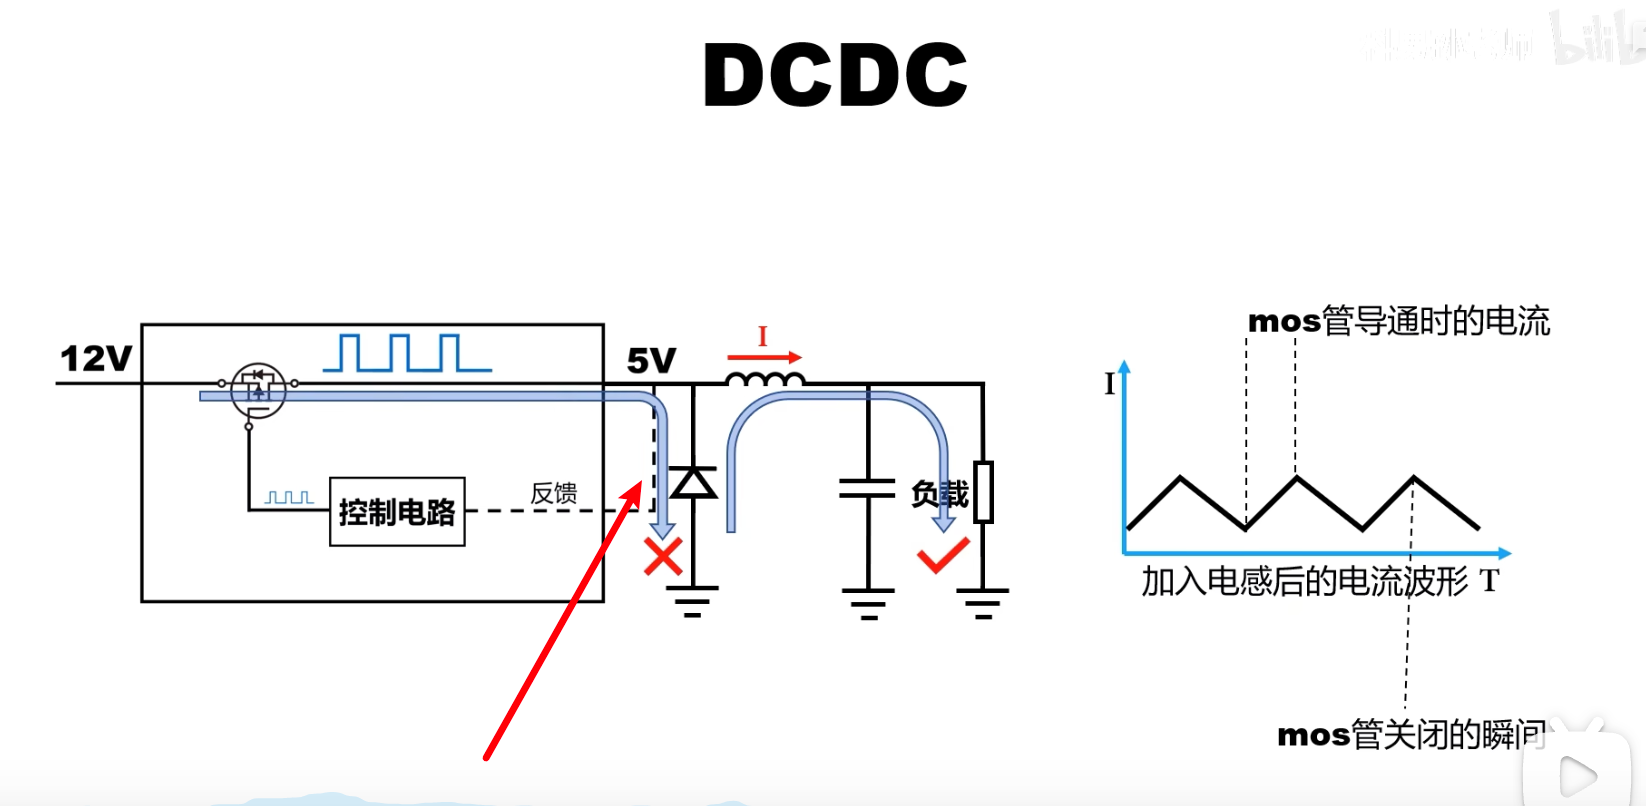 DCDC
bilibili
12V
5V
I
反馈
控制电路
负载
mos管导通时的电流
I
加入电感后的电流波形 T
mos管关闭的瞬间